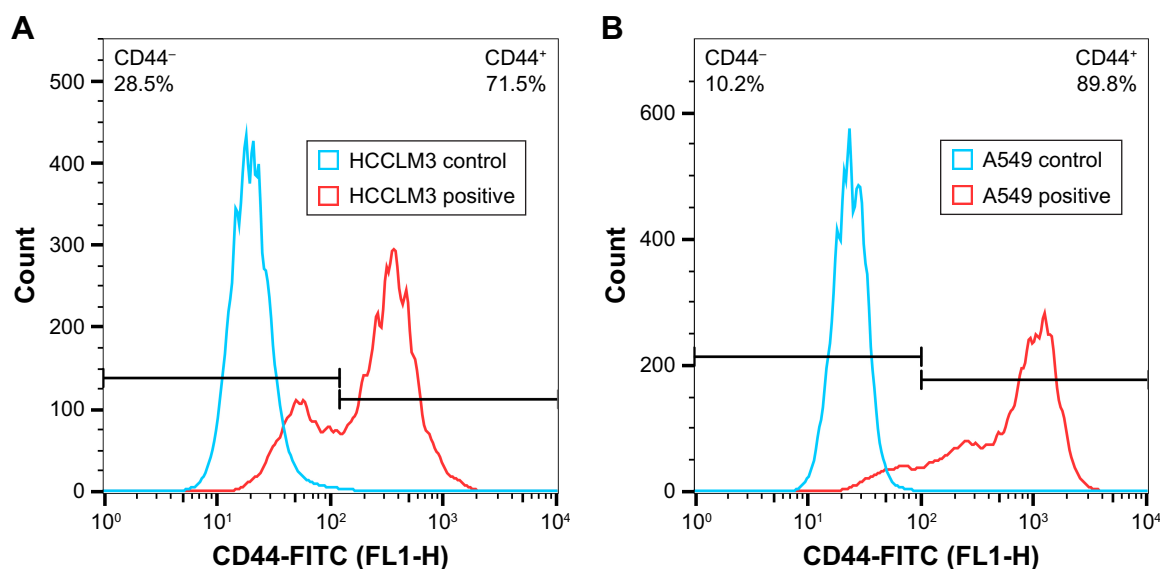 A
CD44⁻
28.5%
CD44⁺
71.5%
HCCLM3 control
HCCLM3 positive
Count
500
400
300
200
100
0
10⁰
10¹
10²
10³
10⁴
CD44-FITC (FL1-H)
B
CD44⁻
10.2%
CD44⁺
89.8%
A549 control
A549 positive
Count
600
400
200
0
10⁰
10¹
10²
10³
10⁴
CD44-FITC (FL1-H)